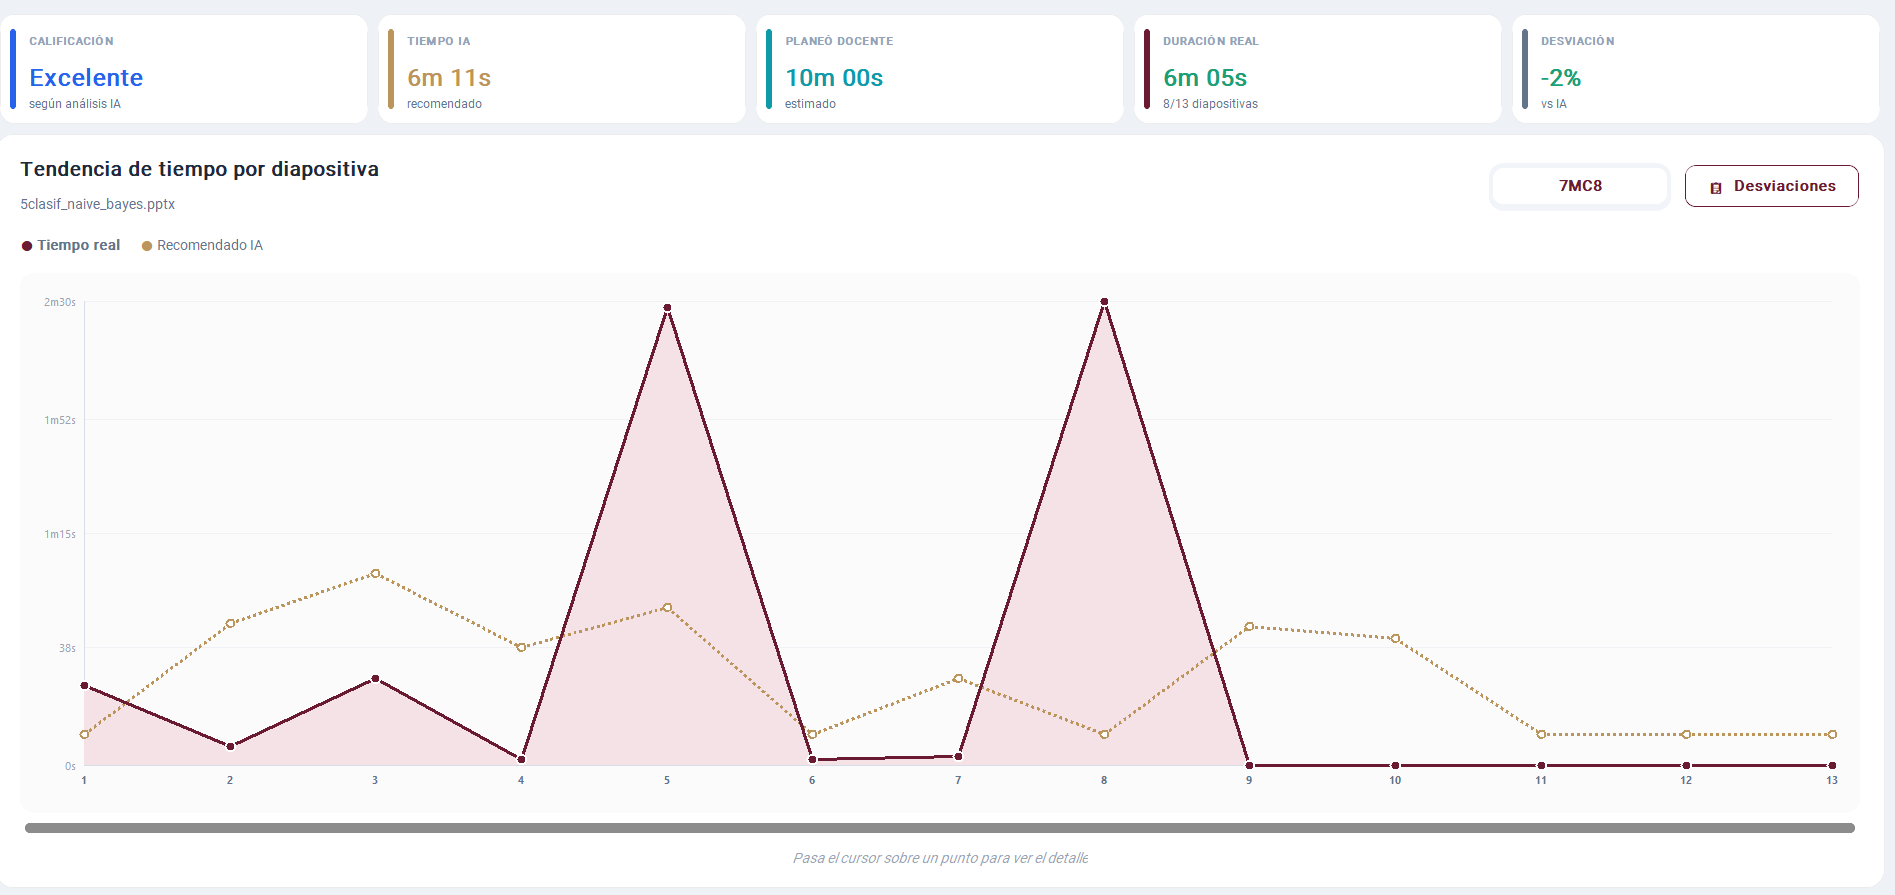 CALIFICACIÓN
Excelente
según análisis IA
TIEMPO IA
6m 11s
recomendado
PLANEÓ DOCENTE
10m 00s
estimado
DURACIÓN REAL
6m 05s
8/13 diapositivas
DESVIACIÓN
-2%
vs IA
Tendencia de tiempo por diapositiva
5clasif_naive_bayes.pptx
7MC8
Desviaciones
Tiempo real
Recomendado IA
2m30s
1m52s
1m15s
38s
0s
1 2 3 4 5 6 7 8 9 10 11 12 13
Pasa el cursor sobre un punto para ver el detalle